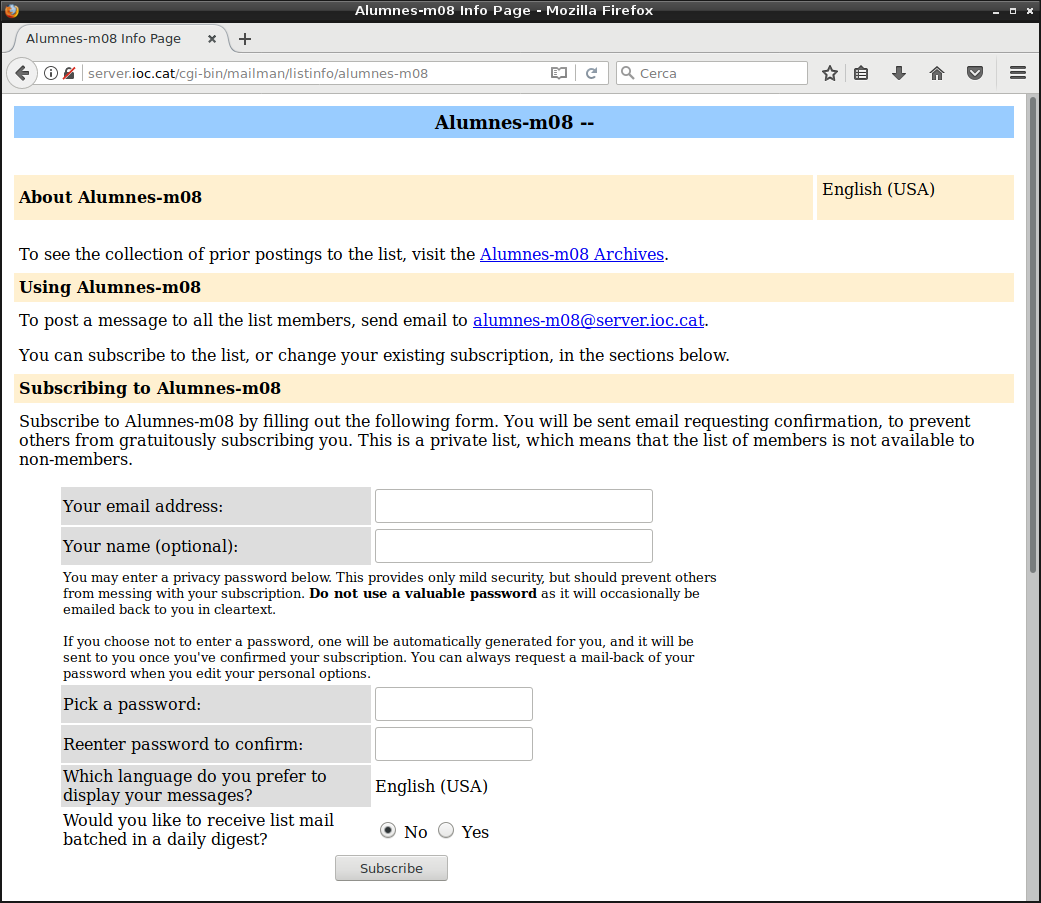 Alumnes-m08 Info Page - Mozilla Firefox
Alumnes-m08 Info Page
server.ioc.cat/cgi-bin/mailman/listinfo/alumnes-m08
Cerca
Alumnes-m08 --
About Alumnes-m08
English (USA)
To see the collection of prior postings to the list, visit the Alumnes-m08 Archives.
Using Alumnes-m08
To post a message to all the list members, send email to alumnes-m08@server.ioc.cat.
You can subscribe to the list, or change your existing subscription, in the sections below.
Subscribing to Alumnes-m08
Subscribe to Alumnes-m08 by filling out the following form. You will be sent email requesting confirmation, to prevent
others from gratuitously subscribing you. This is a private list, which means that the list of members is not available to
non-members.
Your email address:
Your name (optional):
You may enter a privacy password below. This provides only mild security, but should prevent others
from messing with your subscription. Do not use a valuable password as it will occasionally be
emailed back to you in cleartext.
If you choose not to enter a password, one will be automatically generated for you, and it will be
sent to you once you've confirmed your subscription. You can always request a mail-back of your
password when you edit your personal options.
Pick a password:
Reenter password to confirm:
Which language do you prefer to
display your messages?
English (USA)
Would you like to receive list mail
batched in a daily digest?
No Yes
Subscribe